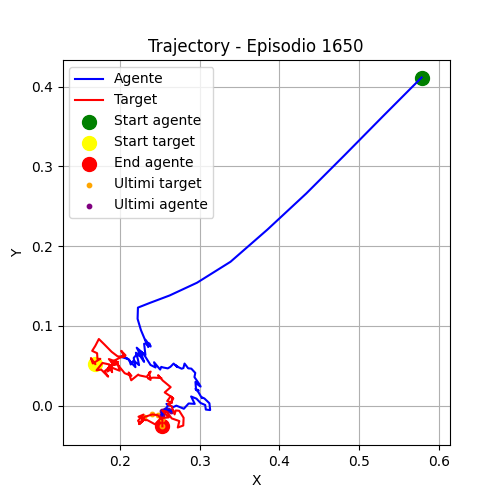 Trajectory - Episodio 1650
Agente
Target
Start agente
Start target
End agente
Ultimi target
Ultimi agente
Y
0.4
0.3
0.2
0.1
0.0
0.2
0.3
0.4
0.5
0.6
X